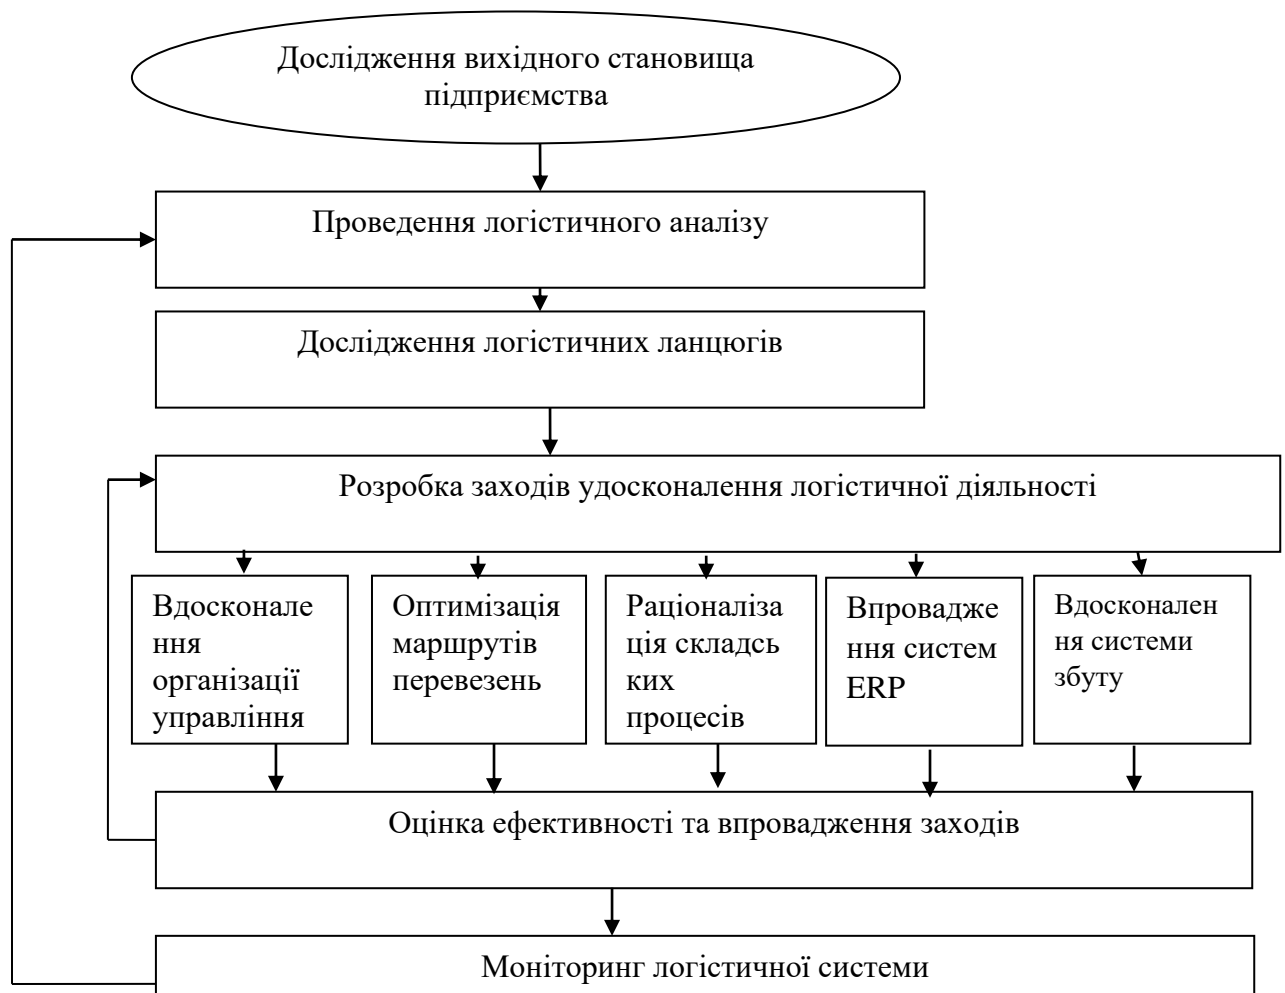 Дослідження вихідного становища
підприємства
Проведення логістичного аналізу
Дослідження логістичних ланцюгів
Розробка заходів удосконалення логістичної діяльності
Вдосконале
ння
організації
управління
Оптимізація
маршрутів
перевезень
Раціоналіза
ція складсь
ких
процесів
Впровадже
ння систем
ERP
Вдосконален
ня системи
збуту
Оцінка ефективності та впровадження заходів
Моніторинг логістичної системи